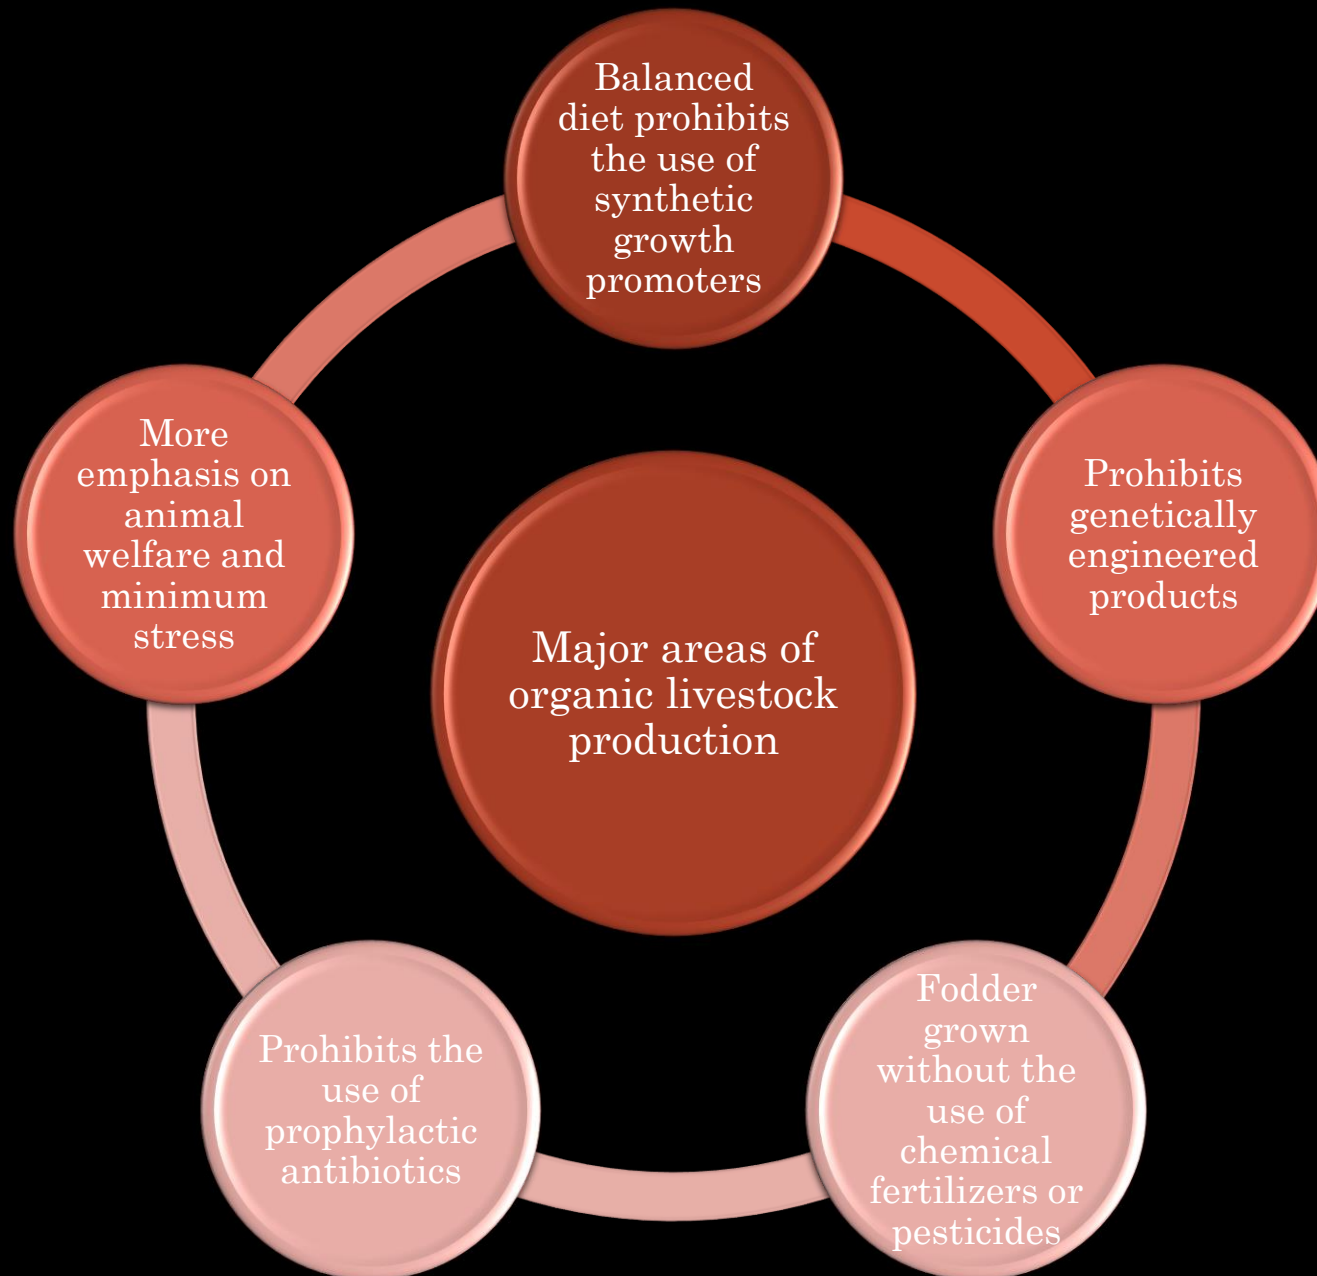 Balanced
diet prohibits
the use of
synthetic
growth
promoters
Prohibits
genetically
engineered
products
Fodder
grown
without the
use of
chemical
fertilizers or
pesticides
Prohibits the
use of
prophylactic
antibiotics
More
emphasis on
animal
welfare and
minimum
stress
Major areas of
organic livestock
production